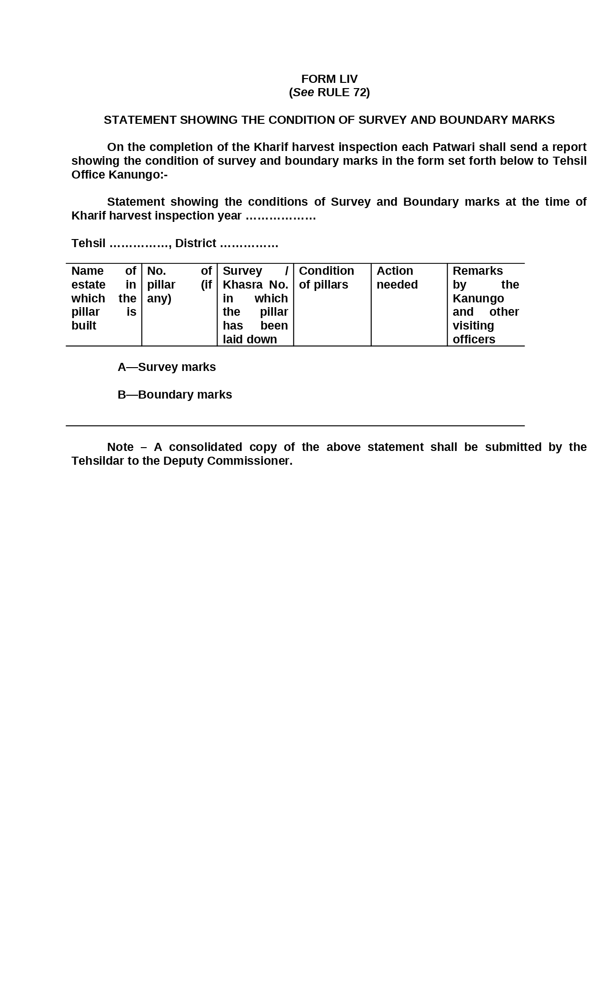 FORM LIV
(See RULE 72)
STATEMENT SHOWING THE CONDITION OF SURVEY AND BOUNDARY MARKS
On the completion of the Kharif harvest inspection each Patwari shall send a report
showing the condition of survey and boundary marks in the form set forth below to Tehsil
Office Kanungo:-
Statement showing the conditions of Survey and Boundary marks at the time of
Kharif harvest inspection year ………………
Tehsil ……………, District ……………
Name of
estate in
which the
pillar is
built
No. of
pillar (if
any)
Survey /
Khasra No.
in which
the pillar
has been
laid down
Condition
of pillars
Action
needed
Remarks
by the
Kanungo
and other
visiting
officers
A—Survey marks
B—Boundary marks
Note – A consolidated copy of the above statement shall be submitted by the
Tehsildar to the Deputy Commissioner.